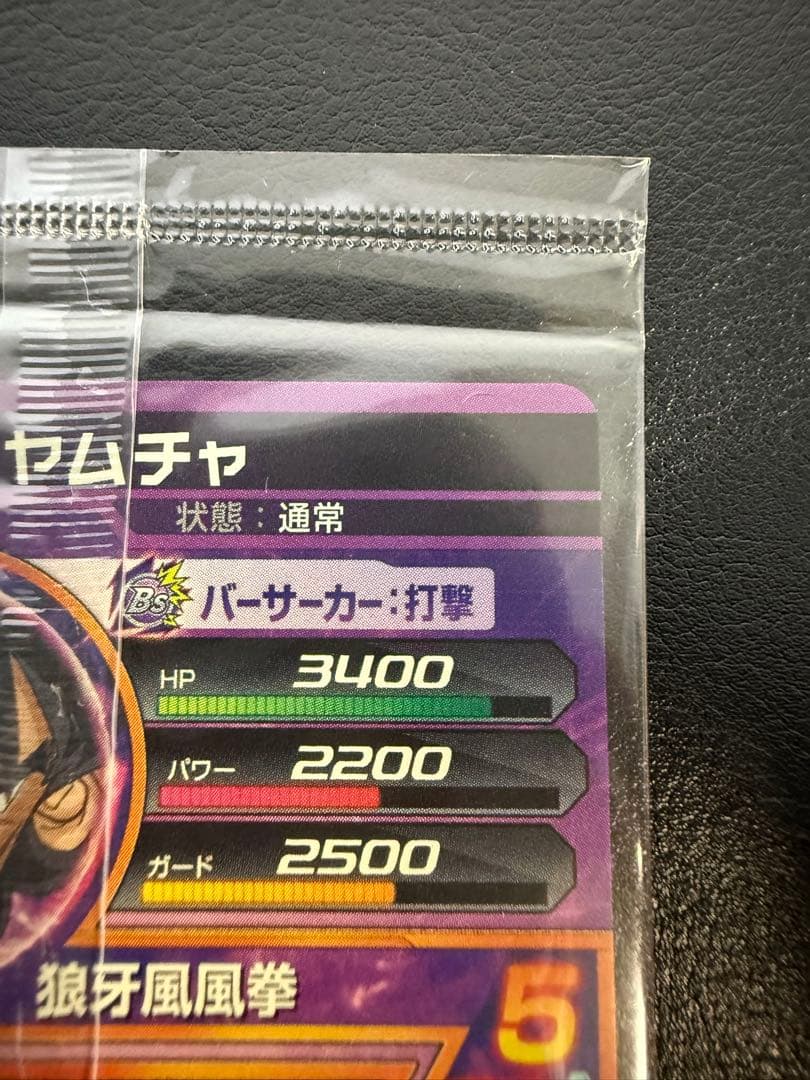 ヤムチャ
状態：通常
Bs バーサーカー：打撃
HP 3400
パワー 2200
ガード 2500
狼牙風風拳 5